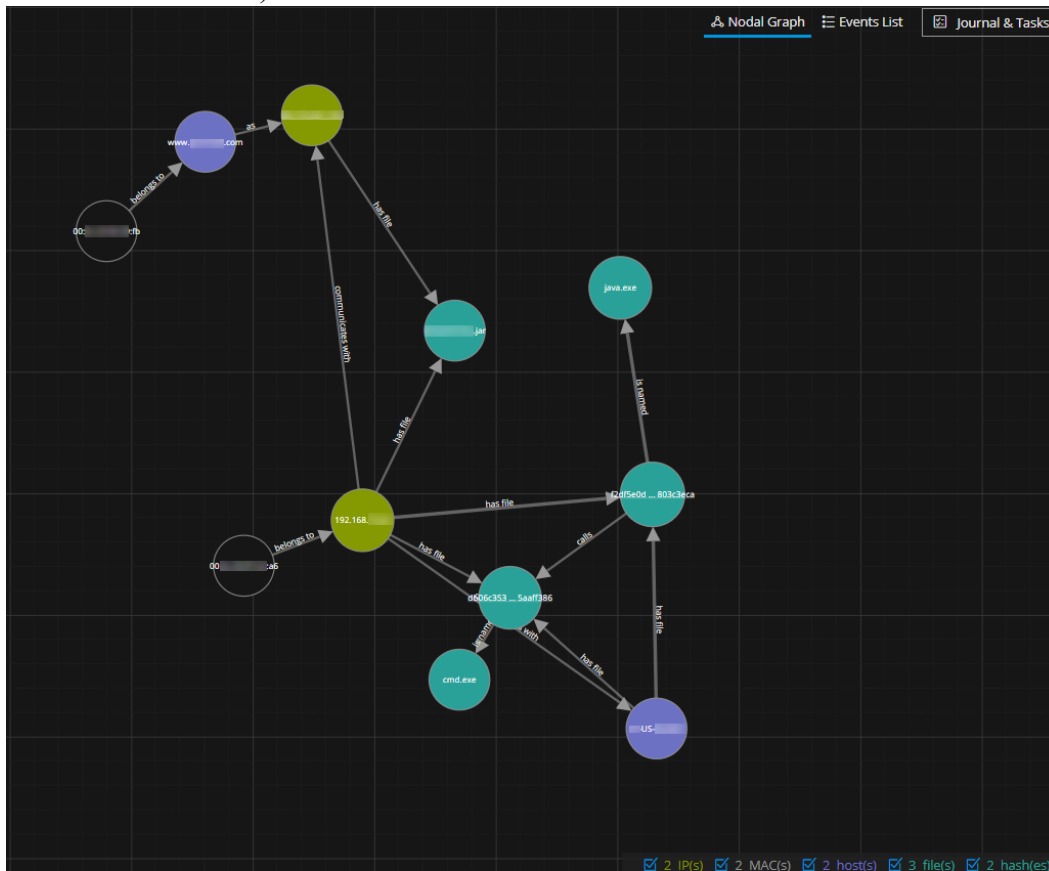 Nodal Graph
Events List
Journal & Tasks
www. .com
as
belongs to
00: :fb
has file
communicates with
.jar
java.exe
is named
has file
192.168.
has file
f2df5e0d ... 803c3eca
belongs to
00 :a6
has file
calls
d606c353 ... 5aaff386
with
has file
has file
cmd.exe
US-
2 IP(s)
2 MAC(s)
2 host(s)
3 file(s)
2 hash(es)